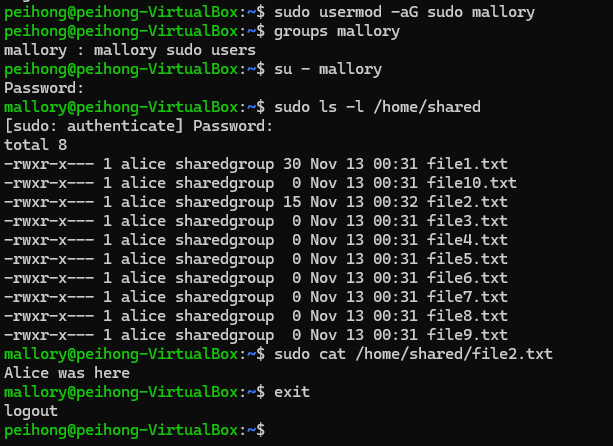 peihong@peihong-VirtualBox:~$ sudo usermod -aG sudo mallory
peihong@peihong-VirtualBox:~$ groups mallory
mallory : mallory sudo users
peihong@peihong-VirtualBox:~$ su - mallory
Password:
mallory@peihong-VirtualBox:~$ sudo ls -l /home/shared
[sudo: authenticate] Password:
total 8
-rwxr-x--- 1 alice sharedgroup 30 Nov 13 00:31 file1.txt
-rwxr-x--- 1 alice sharedgroup  0 Nov 13 00:31 file10.txt
-rwxr-x--- 1 alice sharedgroup 15 Nov 13 00:32 file2.txt
-rwxr-x--- 1 alice sharedgroup  0 Nov 13 00:31 file3.txt
-rwxr-x--- 1 alice sharedgroup  0 Nov 13 00:31 file4.txt
-rwxr-x--- 1 alice sharedgroup  0 Nov 13 00:31 file5.txt
-rwxr-x--- 1 alice sharedgroup  0 Nov 13 00:31 file6.txt
-rwxr-x--- 1 alice sharedgroup  0 Nov 13 00:31 file7.txt
-rwxr-x--- 1 alice sharedgroup  0 Nov 13 00:31 file8.txt
-rwxr-x--- 1 alice sharedgroup  0 Nov 13 00:31 file9.txt
mallory@peihong-VirtualBox:~$ sudo cat /home/shared/file2.txt
Alice was here
mallory@peihong-VirtualBox:~$ exit
logout
peihong@peihong-VirtualBox:~$